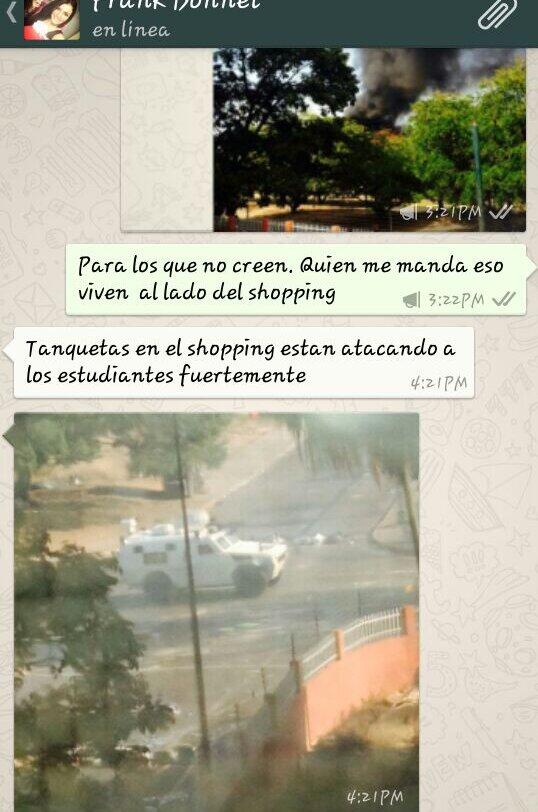 Frank Bonnet
en linea
3:21PM
Para los que no creen. Quien me manda eso
viven al lado del shopping
3:22PM
Tanquetas en el shopping estan atacando a
los estudiantes fuertemente
4:21PM
4:21PM